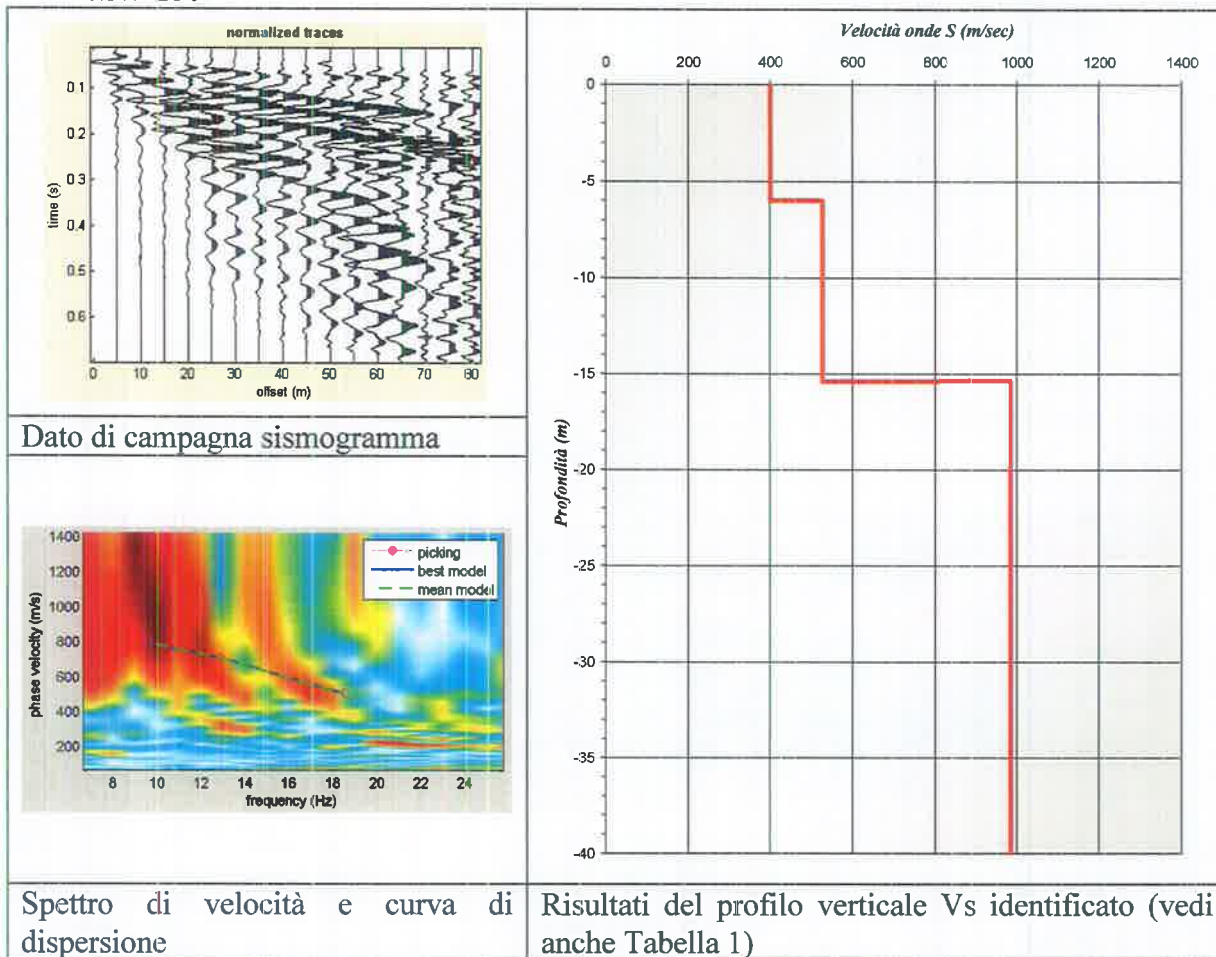 normalized traces
0.1
0.2
0.3
0.4
0.5
0.6
time (s)
0 10 20 30 40 50 60 70 80
offset (m)
Dato di campagna sismogramma
1400
1200
1000
800
600
400
200
phase velocity (m/s)
picking
best model
mean model
8 10 12 14 16 18 20 22 24
frequency (Hz)
Spettro di velocità e curva di
dispersione
Velocità onde S (m/sec)
0 200 400 600 800 1000 1200 1400
0
-5
-10
-15
-20
-25
-30
-35
-40
Profondità (m)
Risultati del profilo verticale Vs identificato (vedi
anche Tabella 1)